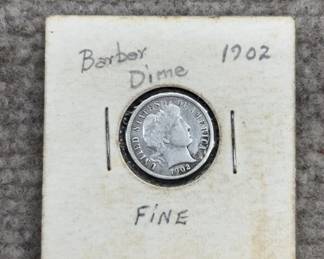 Barber 1902
Dime
UNITED STATES OF AMERICA
1902
FINE